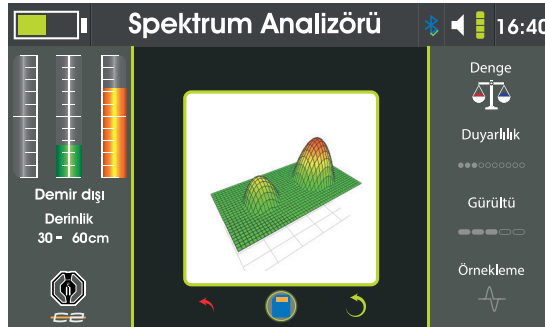 Spektrum Analizörü
16:40
Demir dışı
Derinlik
30 - 60cm
Denge
Duyarlılık
Gürültü
Örnekleme